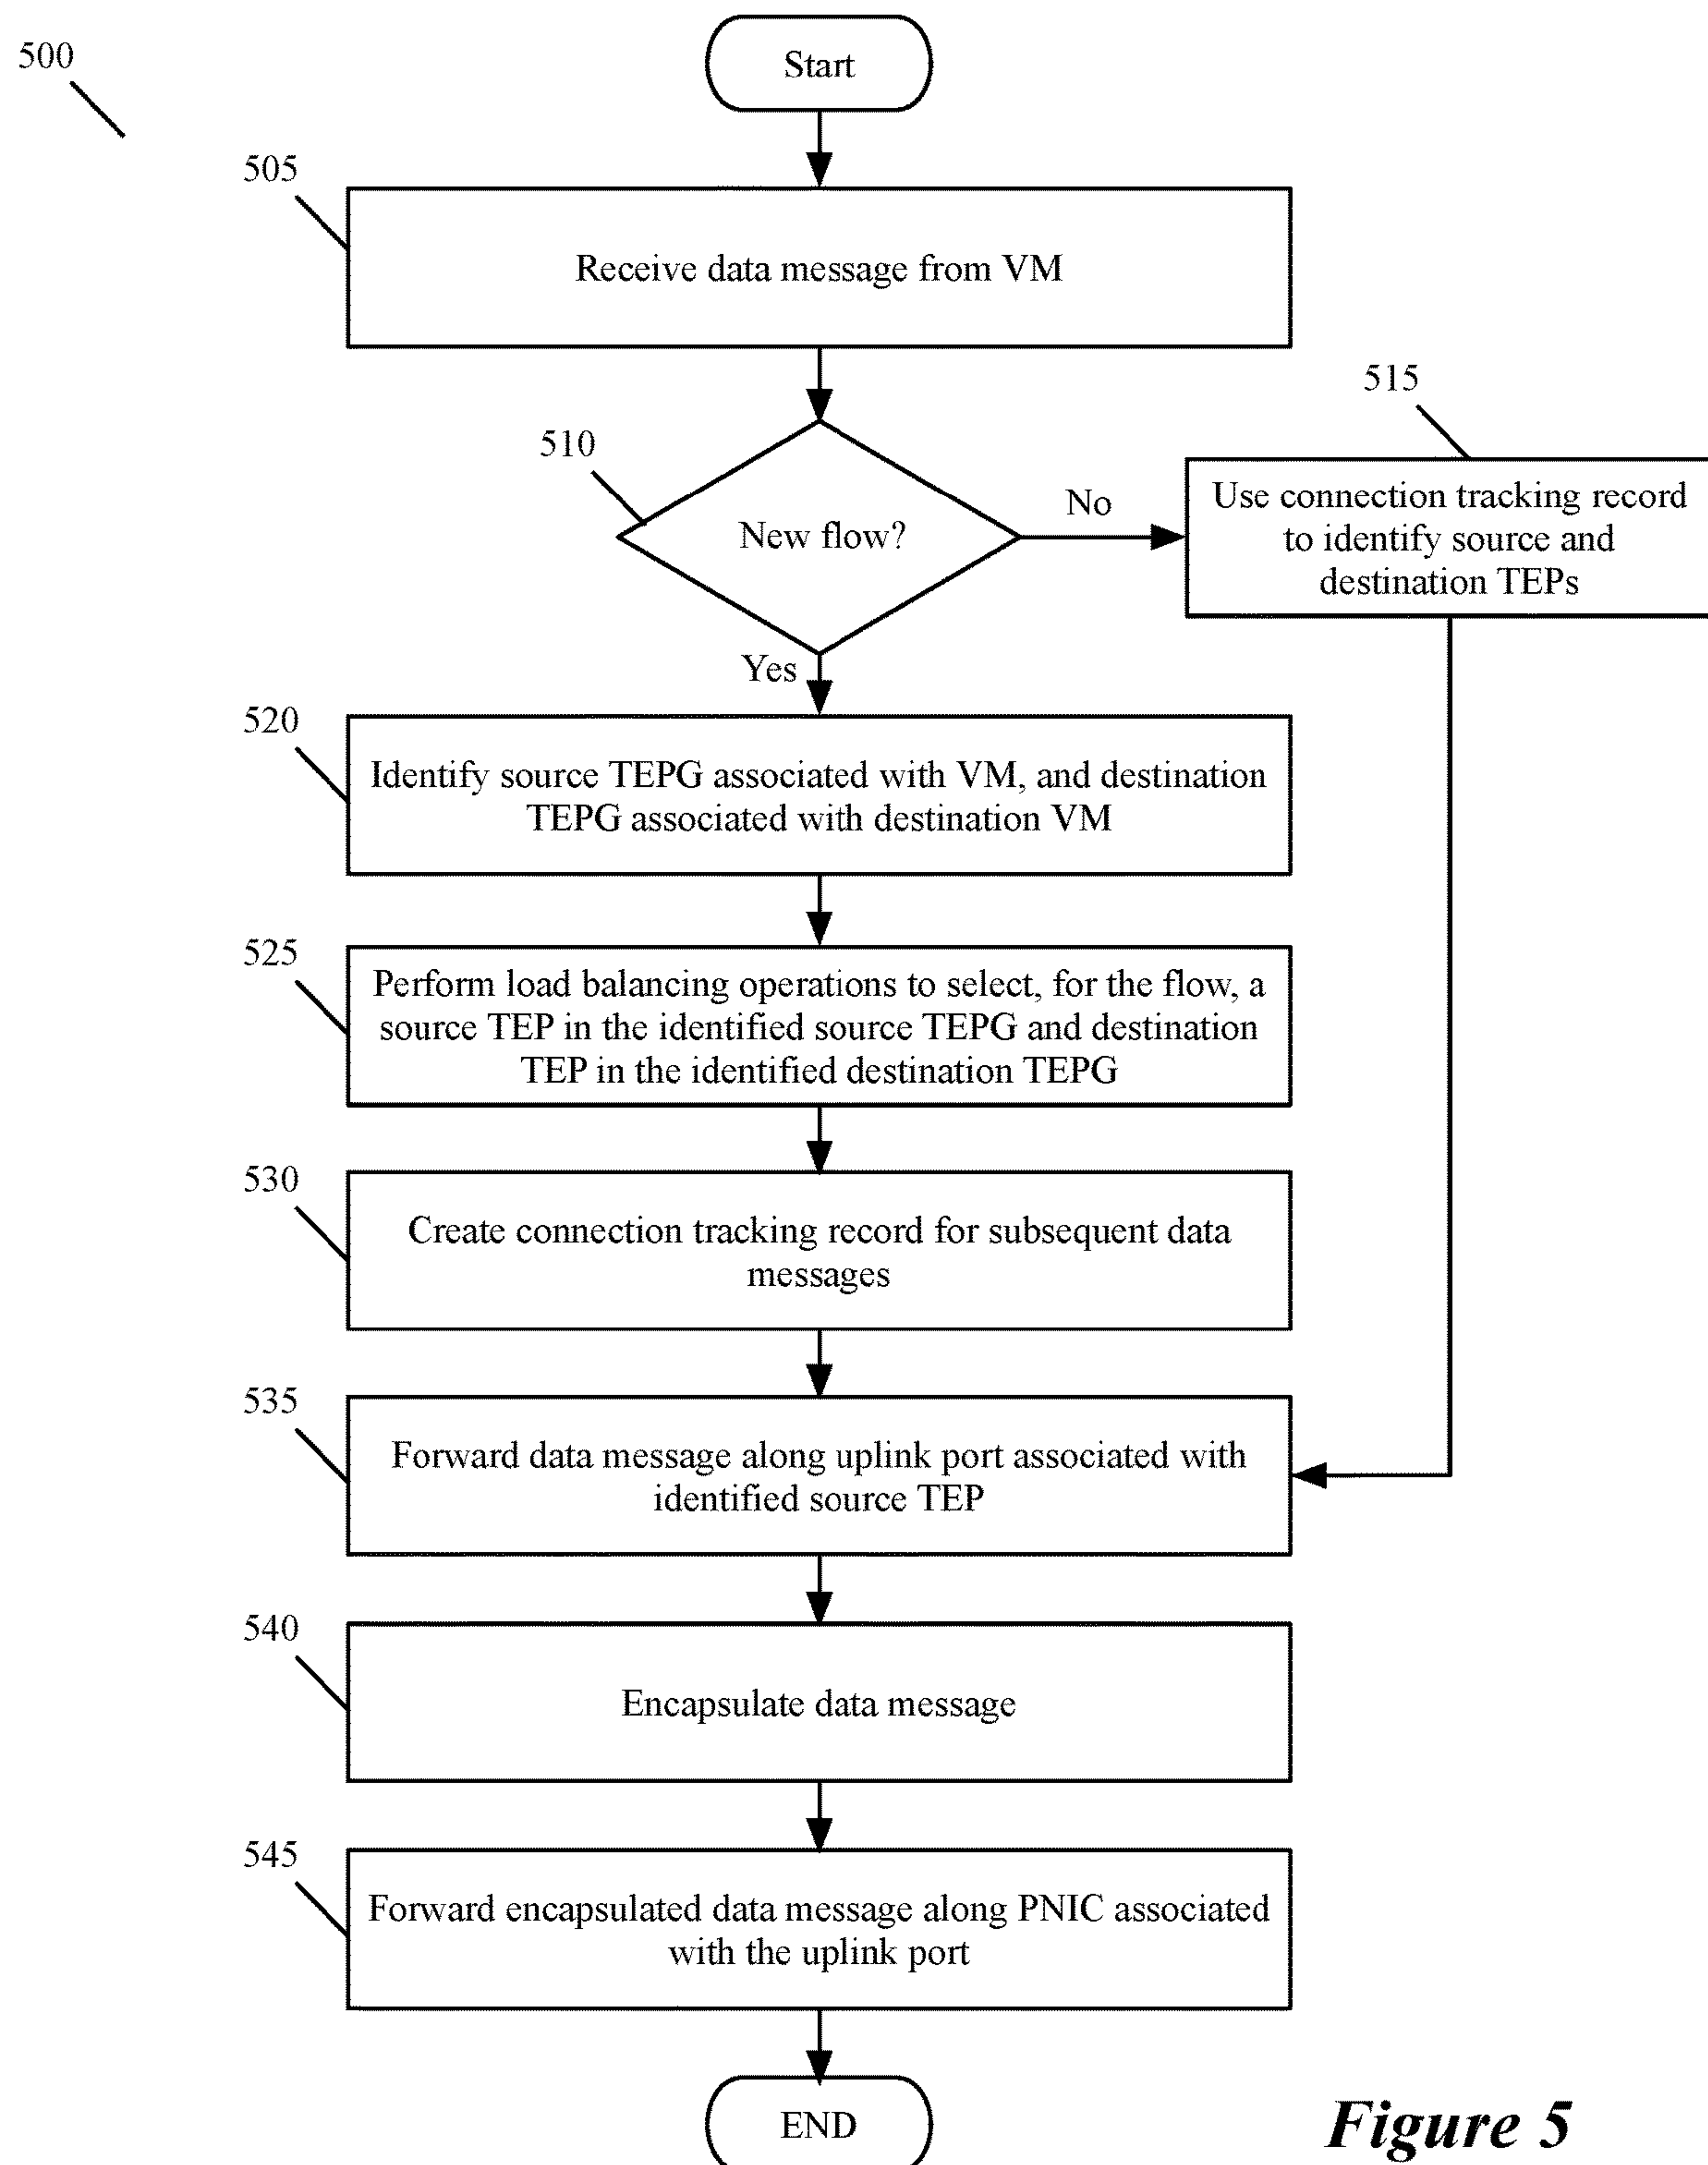 500
Start
505
Receive data message from VM
510
New flow?
No
515
Use connection tracking record
to identify source and
destination TEPs
Yes
520
Identify source TEPG associated with VM, and destination
TEPG associated with destination VM
525
Perform load balancing operations to select, for the flow, a
source TEP in the identified source TEPG and destination
TEP in the identified destination TEPG
530
Create connection tracking record for subsequent data
messages
535
Forward data message along uplink port associated with
identified source TEP
540
Encapsulate data message
545
Forward encapsulated data message along PNIC associated
with the uplink port
END
Figure 5